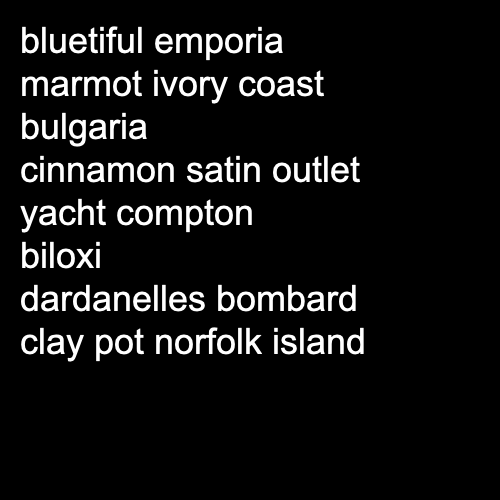 bluetiful emporia
marmot ivory coast
bulgaria
cinnamon satin outlet
yacht compton
biloxi
dardanelles bombard
clay pot norfolk island